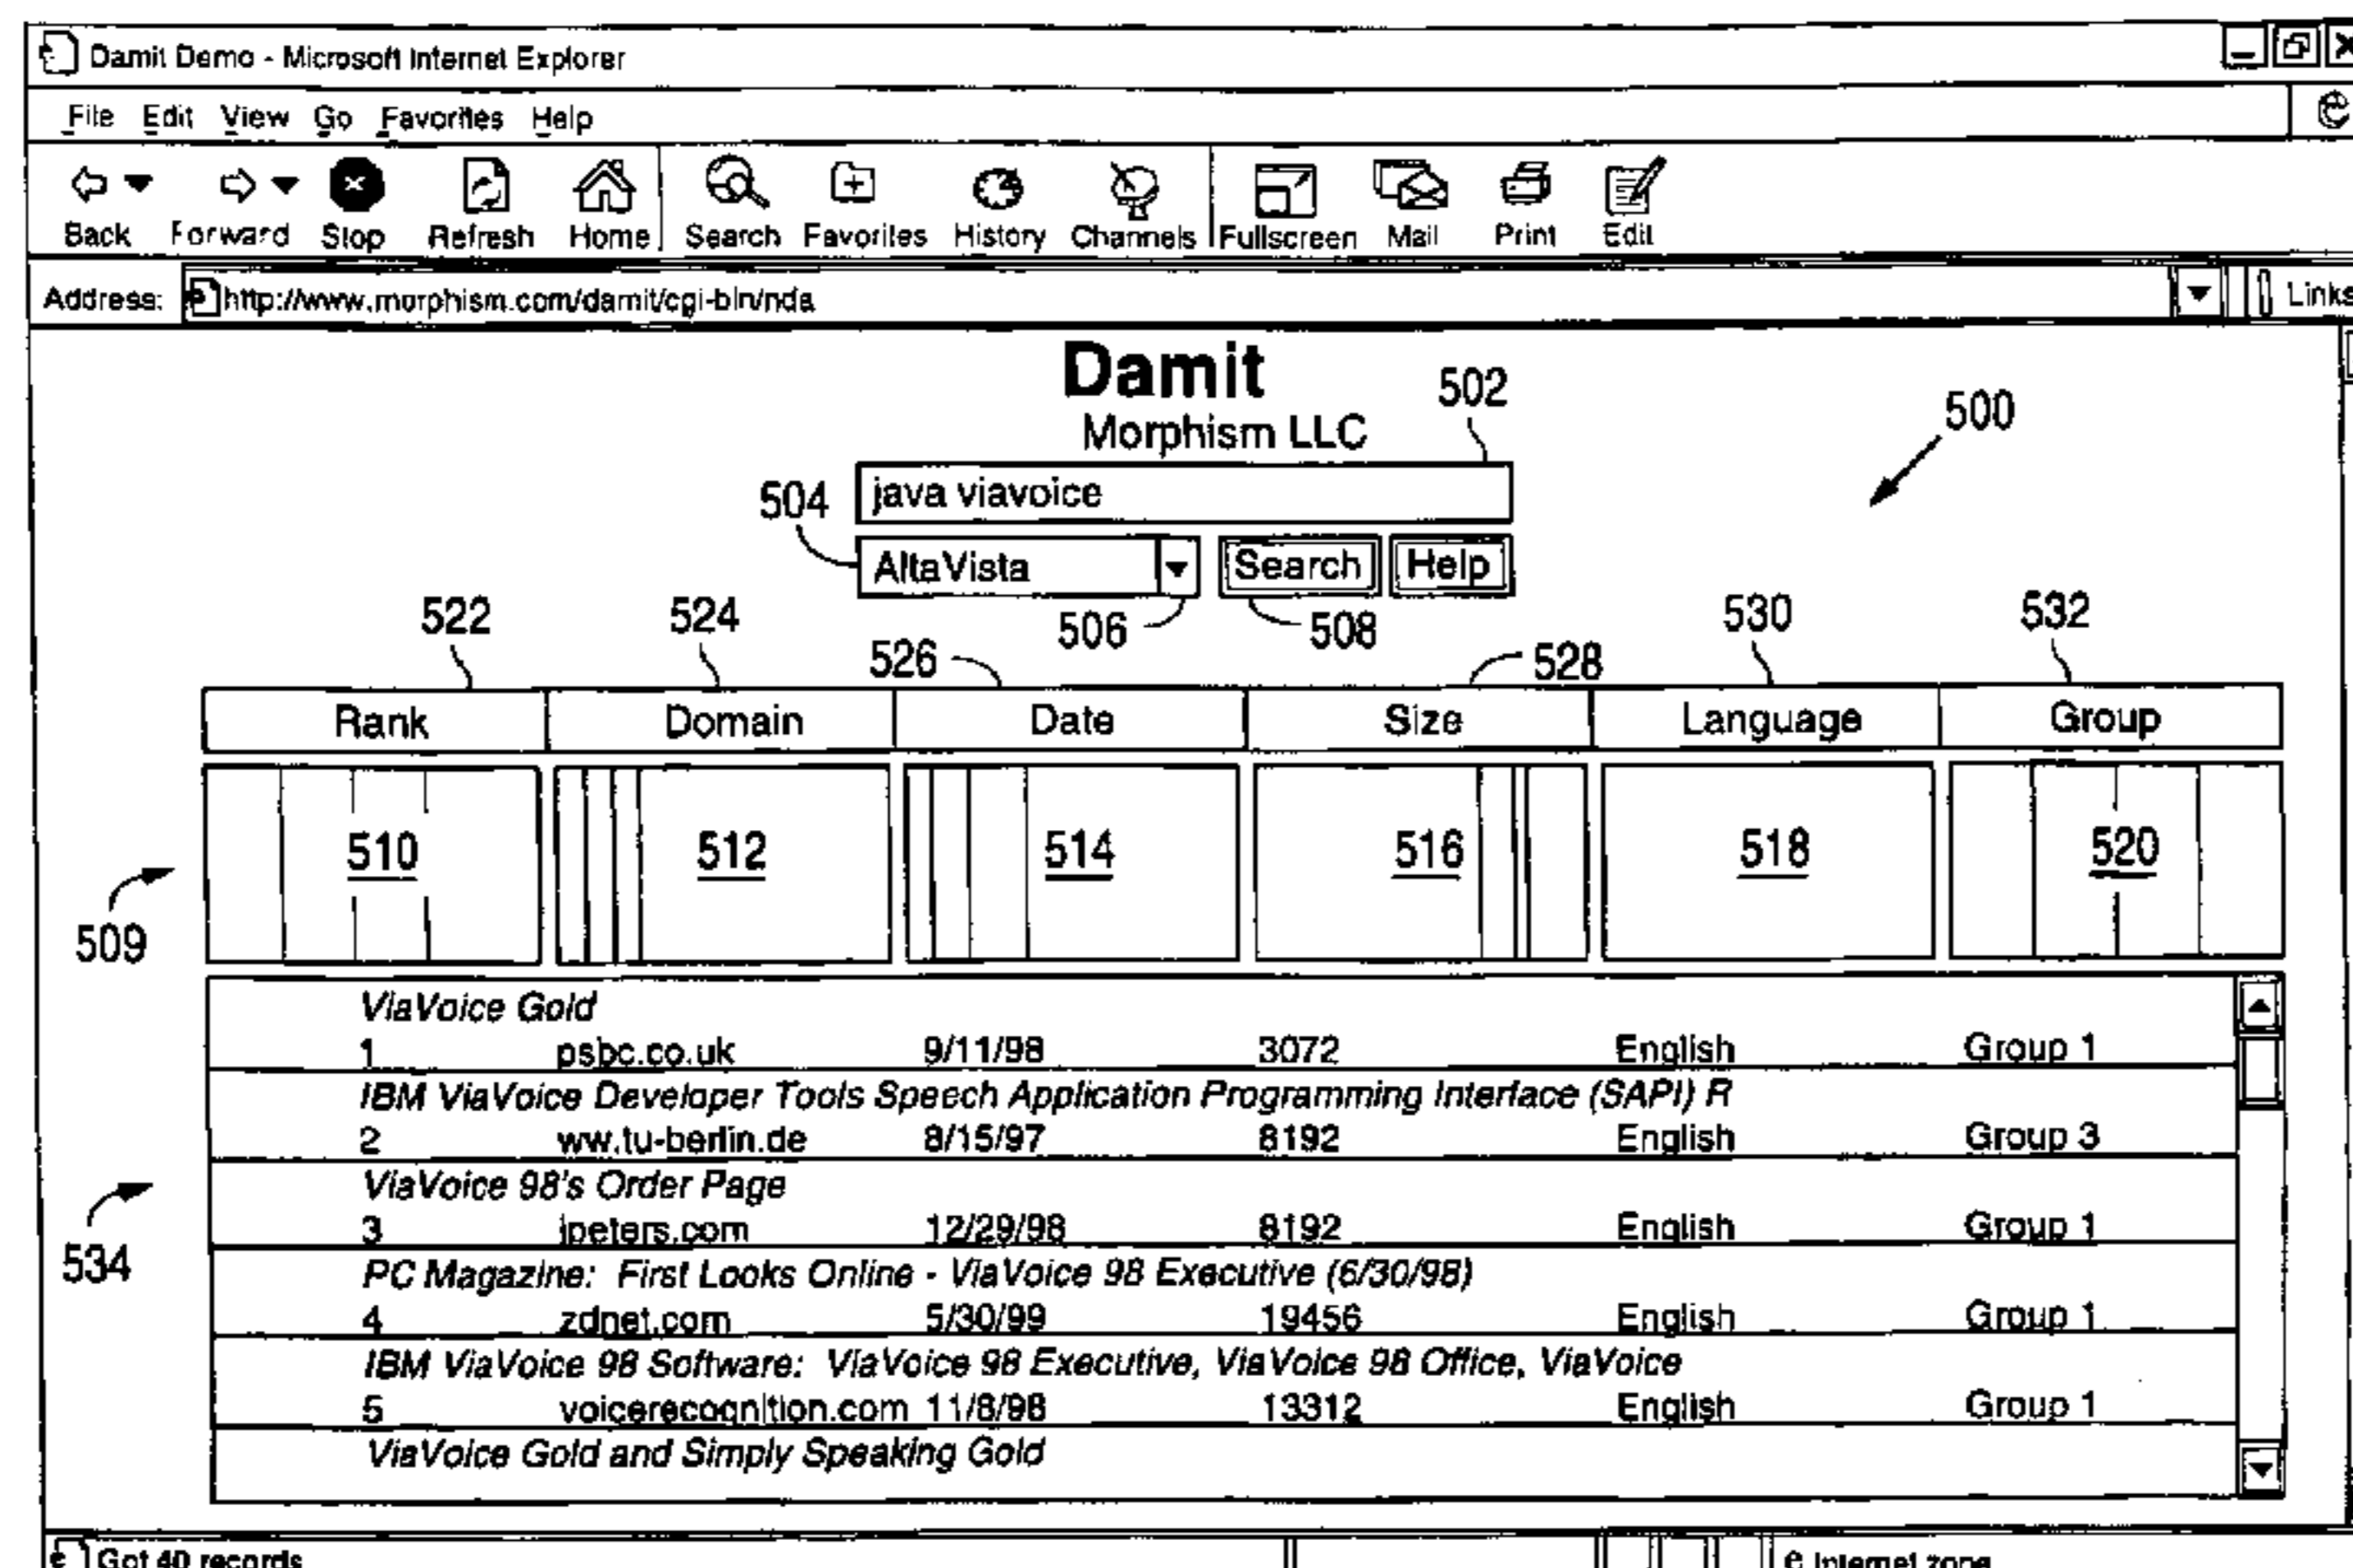 Damit Demo - Microsoft Internet Explorer
File Edit View Go Favorites Help
Back Forward Stop Refresh Home Search Favorites History Channels Fullscreen Mail Print Edit
Address: http://www.morphism.com/damit/cgi-bin/nda Links
Damit
502
500
Morphism LLC
504 java viavoice
AltaVista Search Help
522 524 506 508 530 532
526 528
Rank Domain Date Size Language Group
510 512 514 516 518 520
509
ViaVoice Gold
1 psbc.co.uk 9/11/98 3072 English Group 1
IBM ViaVoice Developer Tools Speech Application Programming Interface (SAPI) R
2 ww.tu-berlin.de 8/15/97 8192 English Group 3
ViaVoice 98's Order Page
3 jpeters.com 12/29/98 8192 English Group 1
534
PC Magazine: First Looks Online - ViaVoice 98 Executive (6/30/98)
4 zdnet.com 5/30/99 19456 English Group 1
IBM ViaVoice 98 Software: ViaVoice 98 Executive, ViaVoice 98 Office, ViaVoice
5 voicerecognition.com 11/8/98 13312 English Group 1
ViaVoice Gold and Simply Speaking Gold
Got 40 records Internet zone